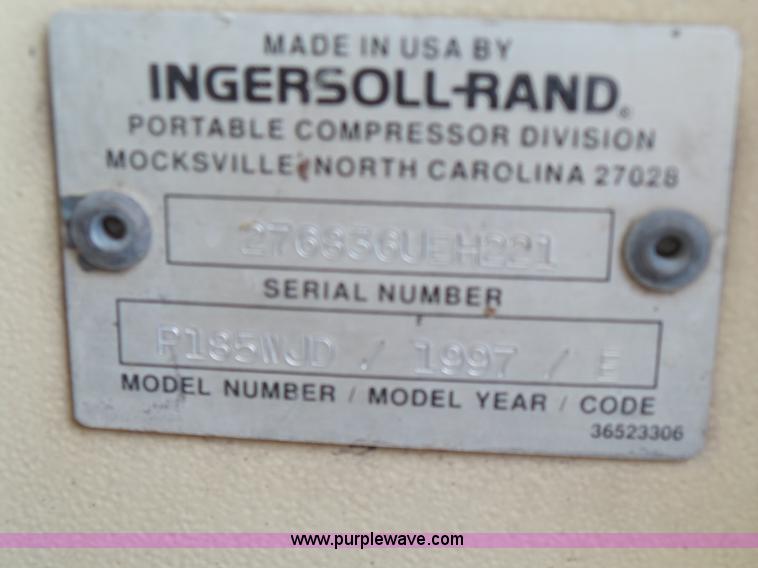 MADE IN USA BY
INGERSOLL-RAND®
PORTABLE COMPRESSOR DIVISION
MOCKSVILLE, NORTH CAROLINA 27028
SERIAL NUMBER
P185WJD / 1997 / E
MODEL NUMBER / MODEL YEAR / CODE
36523306
www.purplewave.com